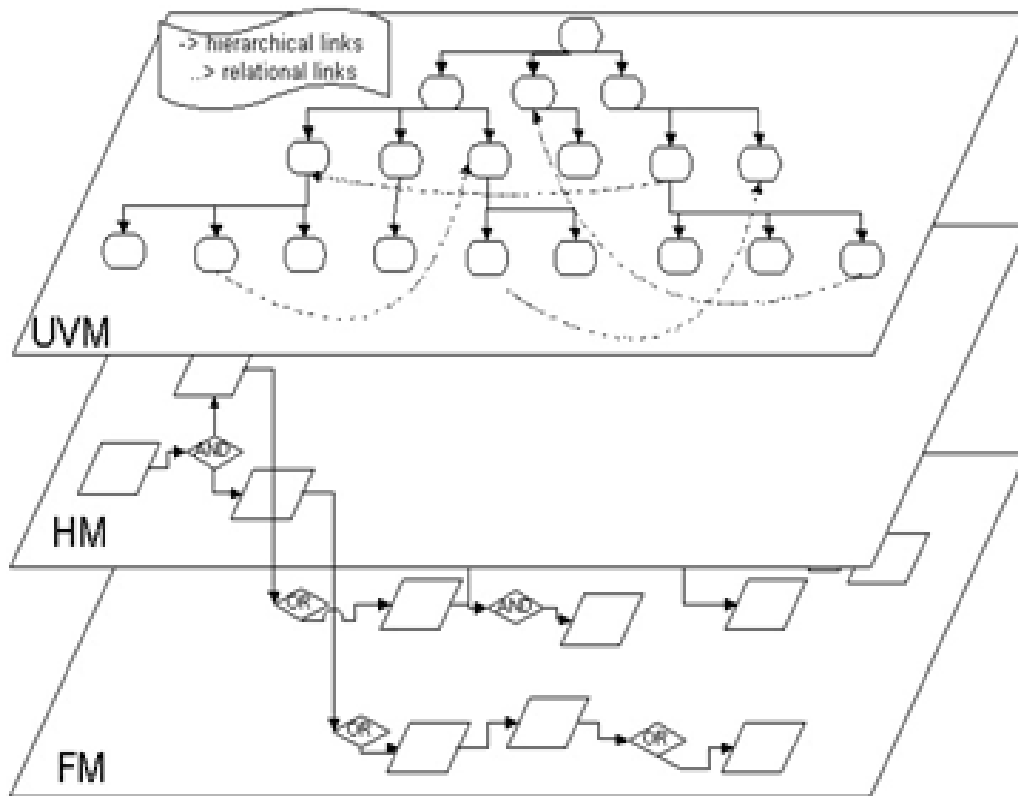 -> hierarchical links
..> relational links
UVM
AND
HM
OR
AND
OR
OR
FM